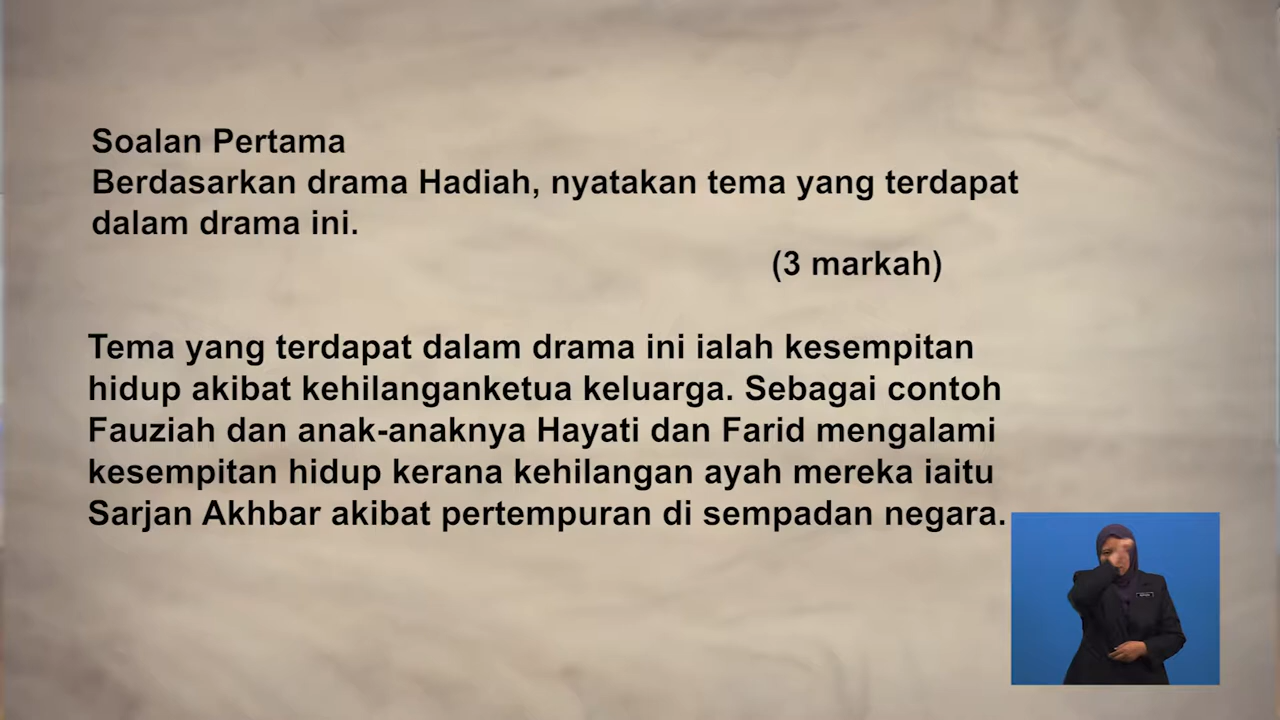 Soalan Pertama
Berdasarkan drama Hadiah, nyatakan tema yang terdapat
dalam drama ini.
(3 markah)
Tema yang terdapat dalam drama ini ialah kesempitan
hidup akibat kehilanganketua keluarga. Sebagai contoh
Fauziah dan anak-anaknya Hayati dan Farid mengalami
kesempitan hidup kerana kehilangan ayah mereka iaitu
Sarjan Akhbar akibat pertempuran di sempadan negara.